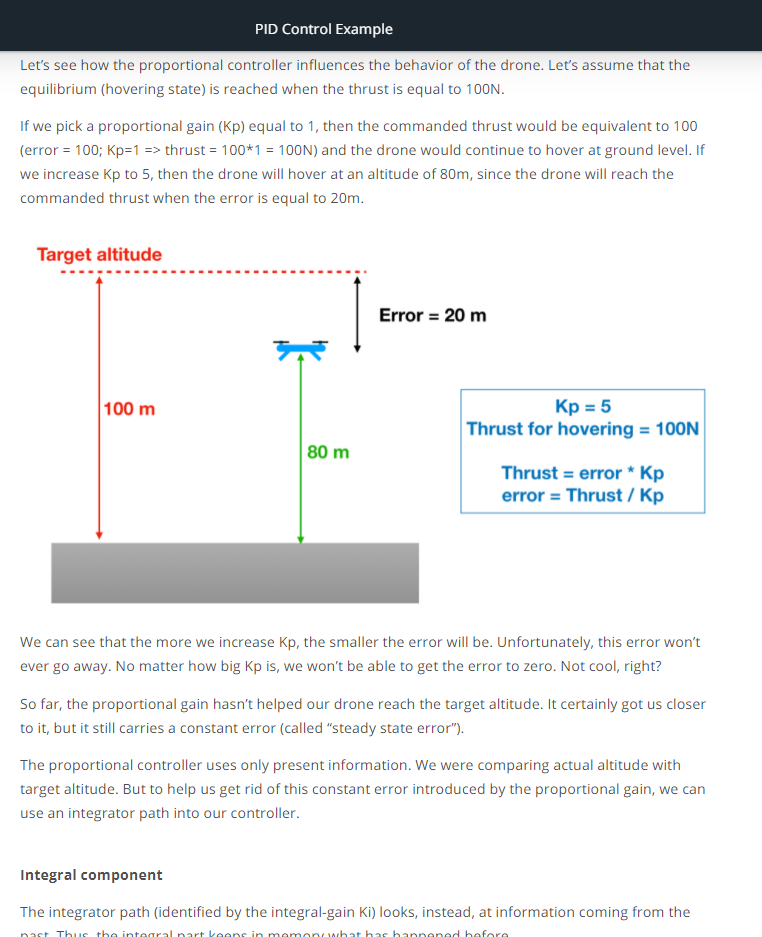 PID Control Example
Let's see how the proportional controller influences the behavior of the drone. Let's assume that the
equilibrium (hovering state) is reached when the thrust is equal to 100N.
If we pick a proportional gain (Kp) equal to 1, then the commanded thrust would be equivalent to 100
(error = 100; Kp=1 => thrust = 100*1 = 100N) and the drone would continue to hover at ground level. If
we increase Kp to 5, then the drone will hover at an altitude of 80m, since the drone will reach the
commanded thrust when the error is equal to 20m.
Target altitude
Error = 20 m
100 m
80 m
Kp = 5
Thrust for hovering = 100N
Thrust = error * Kp
error = Thrust / Kp
We can see that the more we increase Kp, the smaller the error will be. Unfortunately, this error won't
ever go away. No matter how big Kp is, we won't be able to get the error to zero. Not cool, right?
So far, the proportional gain hasn't helped our drone reach the target altitude. It certainly got us closer
to it, but it still carries a constant error (called “steady state error”).
The proportional controller uses only present information. We were comparing actual altitude with
target altitude. But to help us get rid of this constant error introduced by the proportional gain, we can
use an integrator path into our controller.
Integral component
The integrator path (identified by the integral-gain Ki) looks, instead, at information coming from the
past. Thus, the integral part keeps in memory what has happened before.